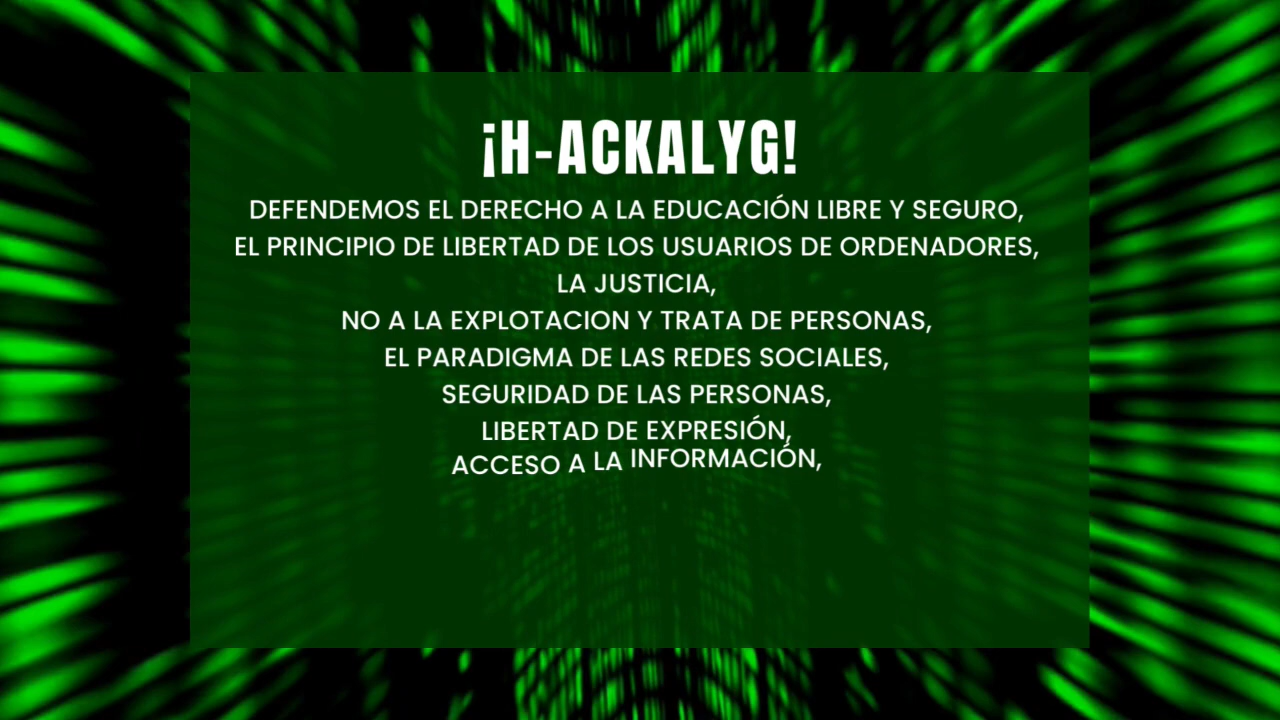 ¡H-ACKALYG!
DEFENDEMOS EL DERECHO A LA EDUCACIÓN LIBRE Y SEGURO,
EL PRINCIPIO DE LIBERTAD DE LOS USUARIOS DE ORDENADORES,
LA JUSTICIA,
NO A LA EXPLOTACION Y TRATA DE PERSONAS,
EL PARADIGMA DE LAS REDES SOCIALES,
SEGURIDAD DE LAS PERSONAS,
LIBERTAD DE EXPRESIÓN,
ACCESO A LA INFORMACIÓN,